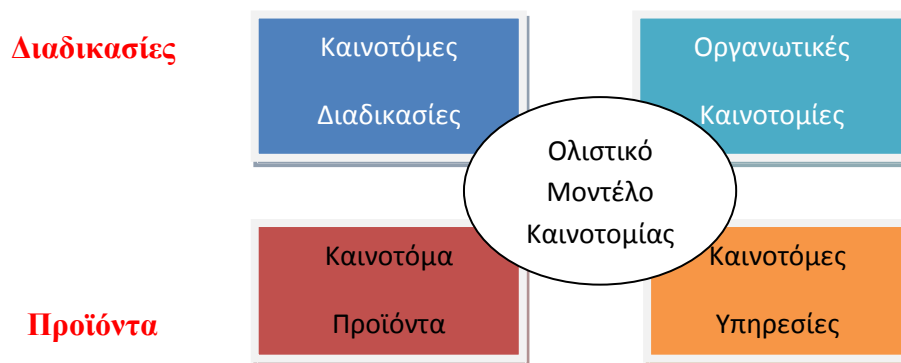 Διαδικασίες
Καινοτόμες
Διαδικασίες
Οργανωτικές
Καινοτομίες
Ολιστικό
Μοντέλο
Καινοτομίας
Προϊόντα
Καινοτόμα
Προϊόντα
Καινοτόμες
Υπηρεσίες